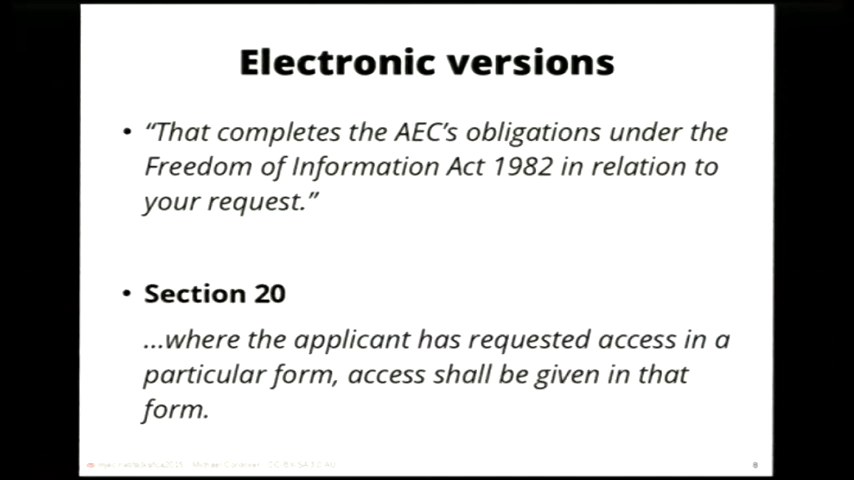 Electronic versions
• “That completes the AEC’s obligations under the
Freedom of Information Act 1982 in relation to
your request.”
• Section 20
...where the applicant has requested access in a
particular form, access shall be given in that
form.
8